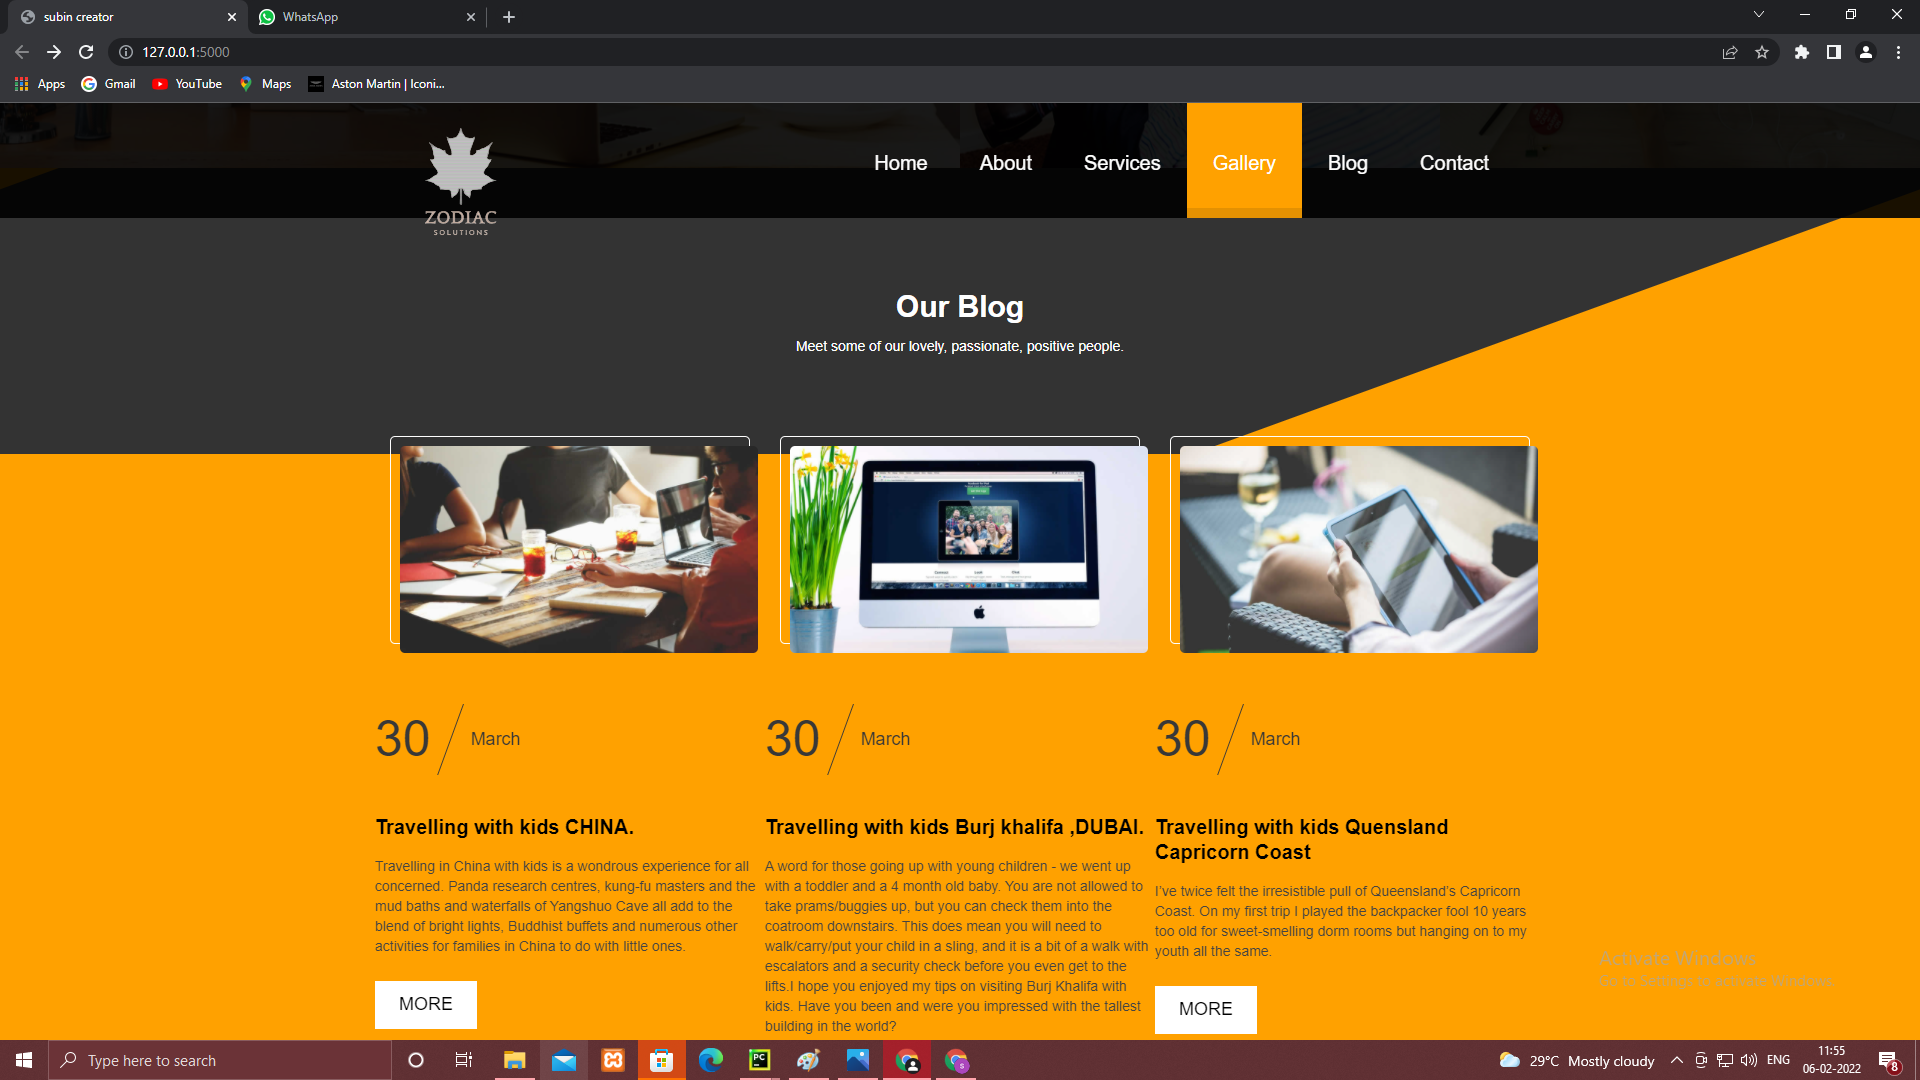 subin creator
WhatsApp
127.0.0.1:5000
Apps
Gmail
YouTube
Maps
Aston Martin | Iconi...
ZODIAC
SOLUTIONS
Home
About
Services
Gallery
Blog
Contact
Our Blog
Meet some of our lovely, passionate, positive people.
30 March
30 March
30 March
Travelling with kids CHINA.
Travelling in China with kids is a wondrous experience for all
concerned. Panda research centres, kung-fu masters and the
mud baths and waterfalls of Yangshuo Cave all add to the
blend of bright lights, Buddhist buffets and numerous other
activities for families in China to do with little ones.
MORE
Travelling with kids Burj khalifa ,DUBAI.
A word for those going up with young children - we went up
with a toddler and a 4 month old baby. You are not allowed to
take prams/buggies up, but you can check them into the
coatroom downstairs. This does mean you will need to
walk/carry/put your child in a sling, and it is a bit of a walk with
escalators and a security check before you even get to the
lifts.I hope you enjoyed my tips on visiting Burj Khalifa with
kids. Have you been and were you impressed with the tallest
building in the world?
Travelling with kids Quensland
Capricorn Coast
I've twice felt the irresistible pull of Queensland's Capricorn
Coast. On my first trip I played the backpacker fool 10 years
too old for sweet-smelling dorm rooms but hanging on to my
youth all the same.
MORE
Activate Windows
Go to Settings to activate Windows.
Type here to search
PC
S
29°C Mostly cloudy
ENG
11:55
06-02-2022
8